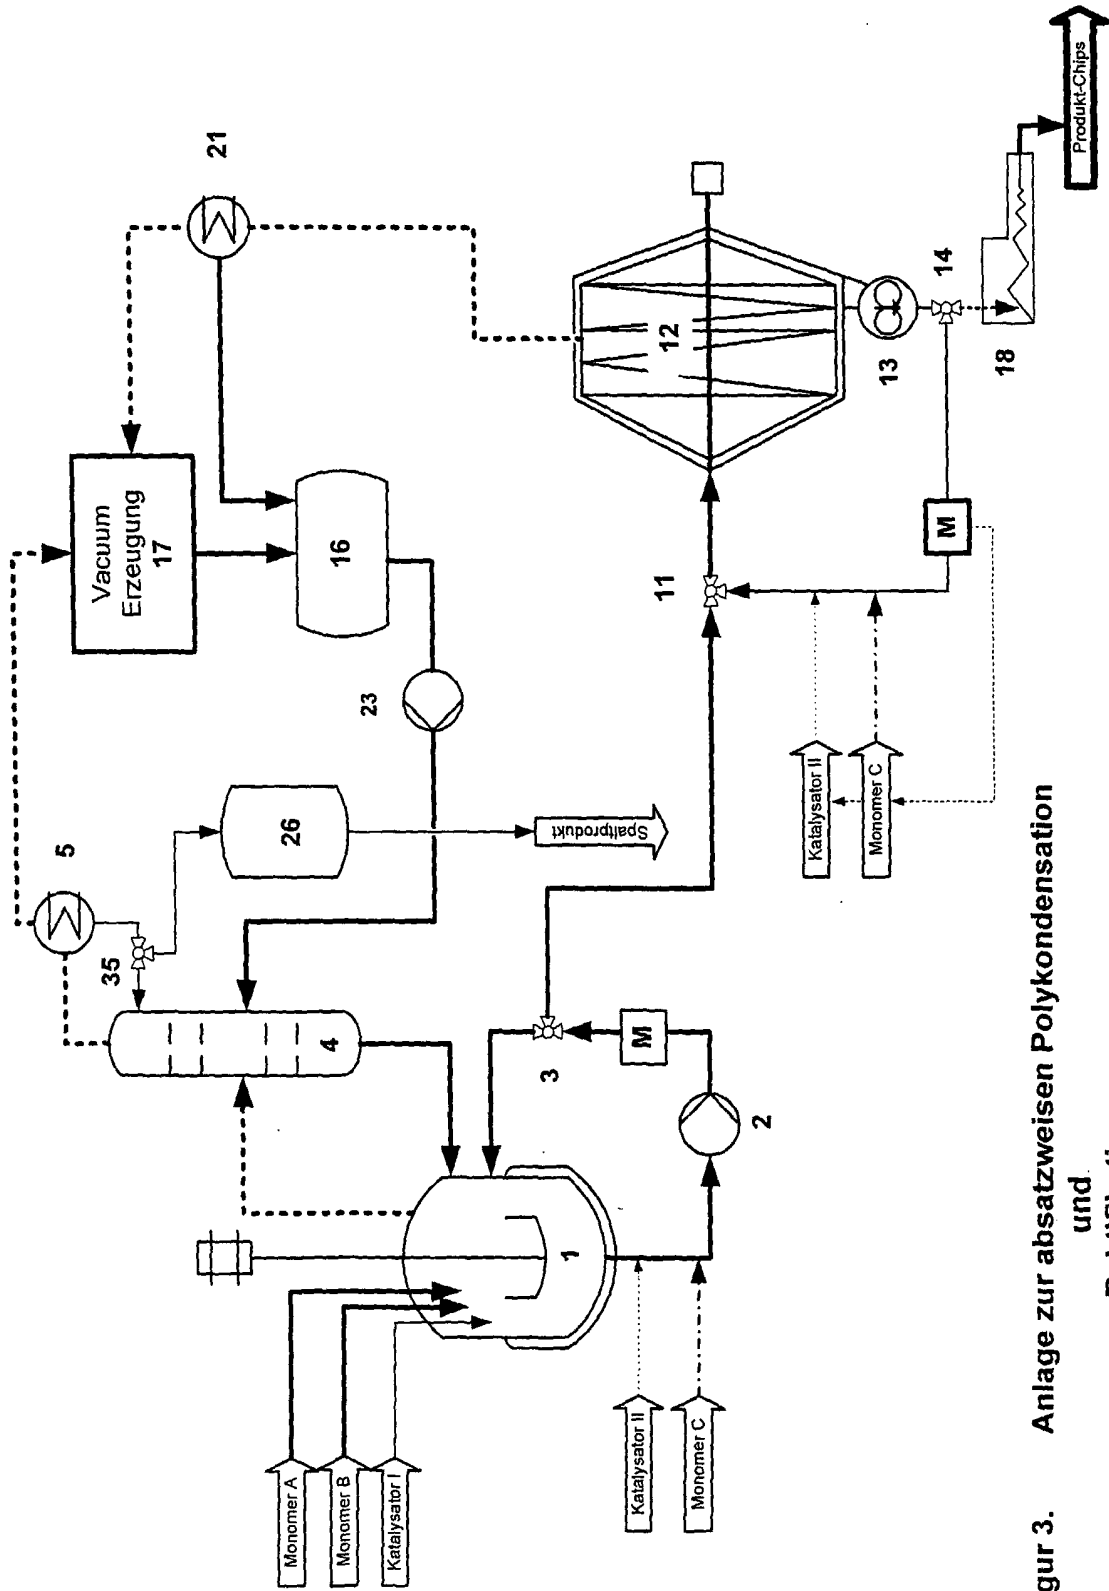 21
5
Vacuum
Erzeugung
17
35
26
16
4
23
Spaltprodukt
12
11
13
14
18
Produkt-Chips
M
3
M
2
1
Monomer A
Monomer B
Katalysator I
Katalysator II
Monomer C
Katalysator II
Monomer C
gur 3. Anlage zur absatzweisen Polykondensation
und